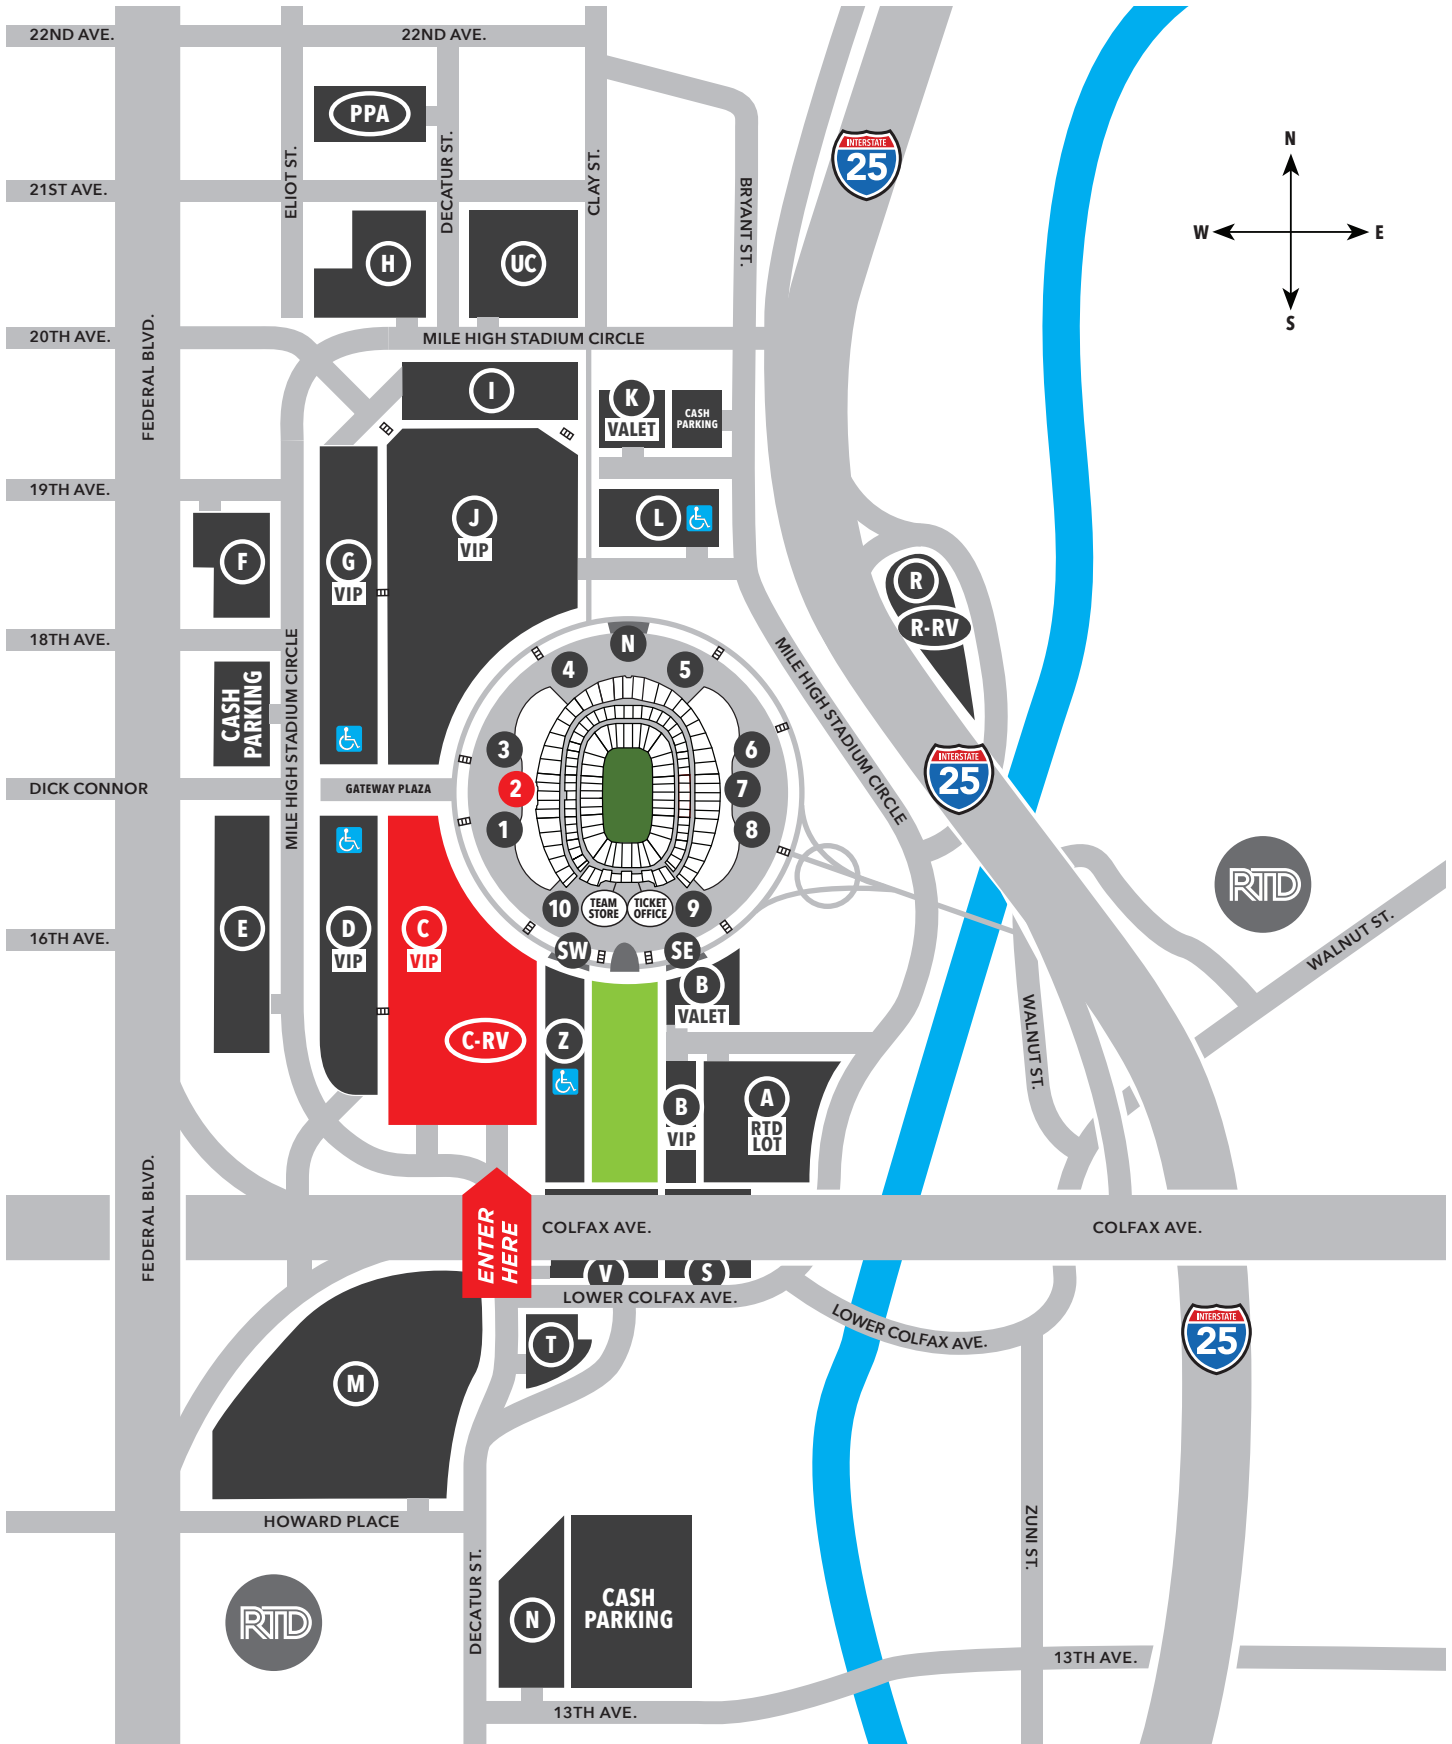 22ND AVE.
22ND AVE.
PPA
INTERSTATE
25
N
W
E
S
21ST AVE.
ELIOT ST.
DECATUR ST.
CLAY ST.
BRYANT ST.
H
UC
20TH AVE.
FEDERAL BLVD.
MILE HIGH STADIUM CIRCLE
I
K
VALET
CASH
PARKING
19TH AVE.
J
VIP
L
F
G
VIP
R
R-RV
18TH AVE.
MILE HIGH STADIUM CIRCLE
CASH
PARKING
MILE HIGH STADIUM CIRCLE
N
4
5
3
6
2
7
1
8
10
TEAM
STORE
TICKET
OFFICE
9
SW
SE
INTERSTATE
25
DICK CONNOR
GATEWAY PLAZA
RTD
WALNUT ST.
16TH AVE.
E
D
VIP
C
VIP
C-RV
Z
B
VALET
WALNUT ST.
B
VIP
A
RTD
LOT
FEDERAL BLVD.
ENTER
HERE
COLFAX AVE.
COLFAX AVE.
V
S
LOWER COLFAX AVE.
LOWER COLFAX AVE.
INTERSTATE
25
T
M
HOWARD PLACE
ZUNI ST.
RTD
DECATUR ST.
N
CASH
PARKING
13TH AVE.
13TH AVE.